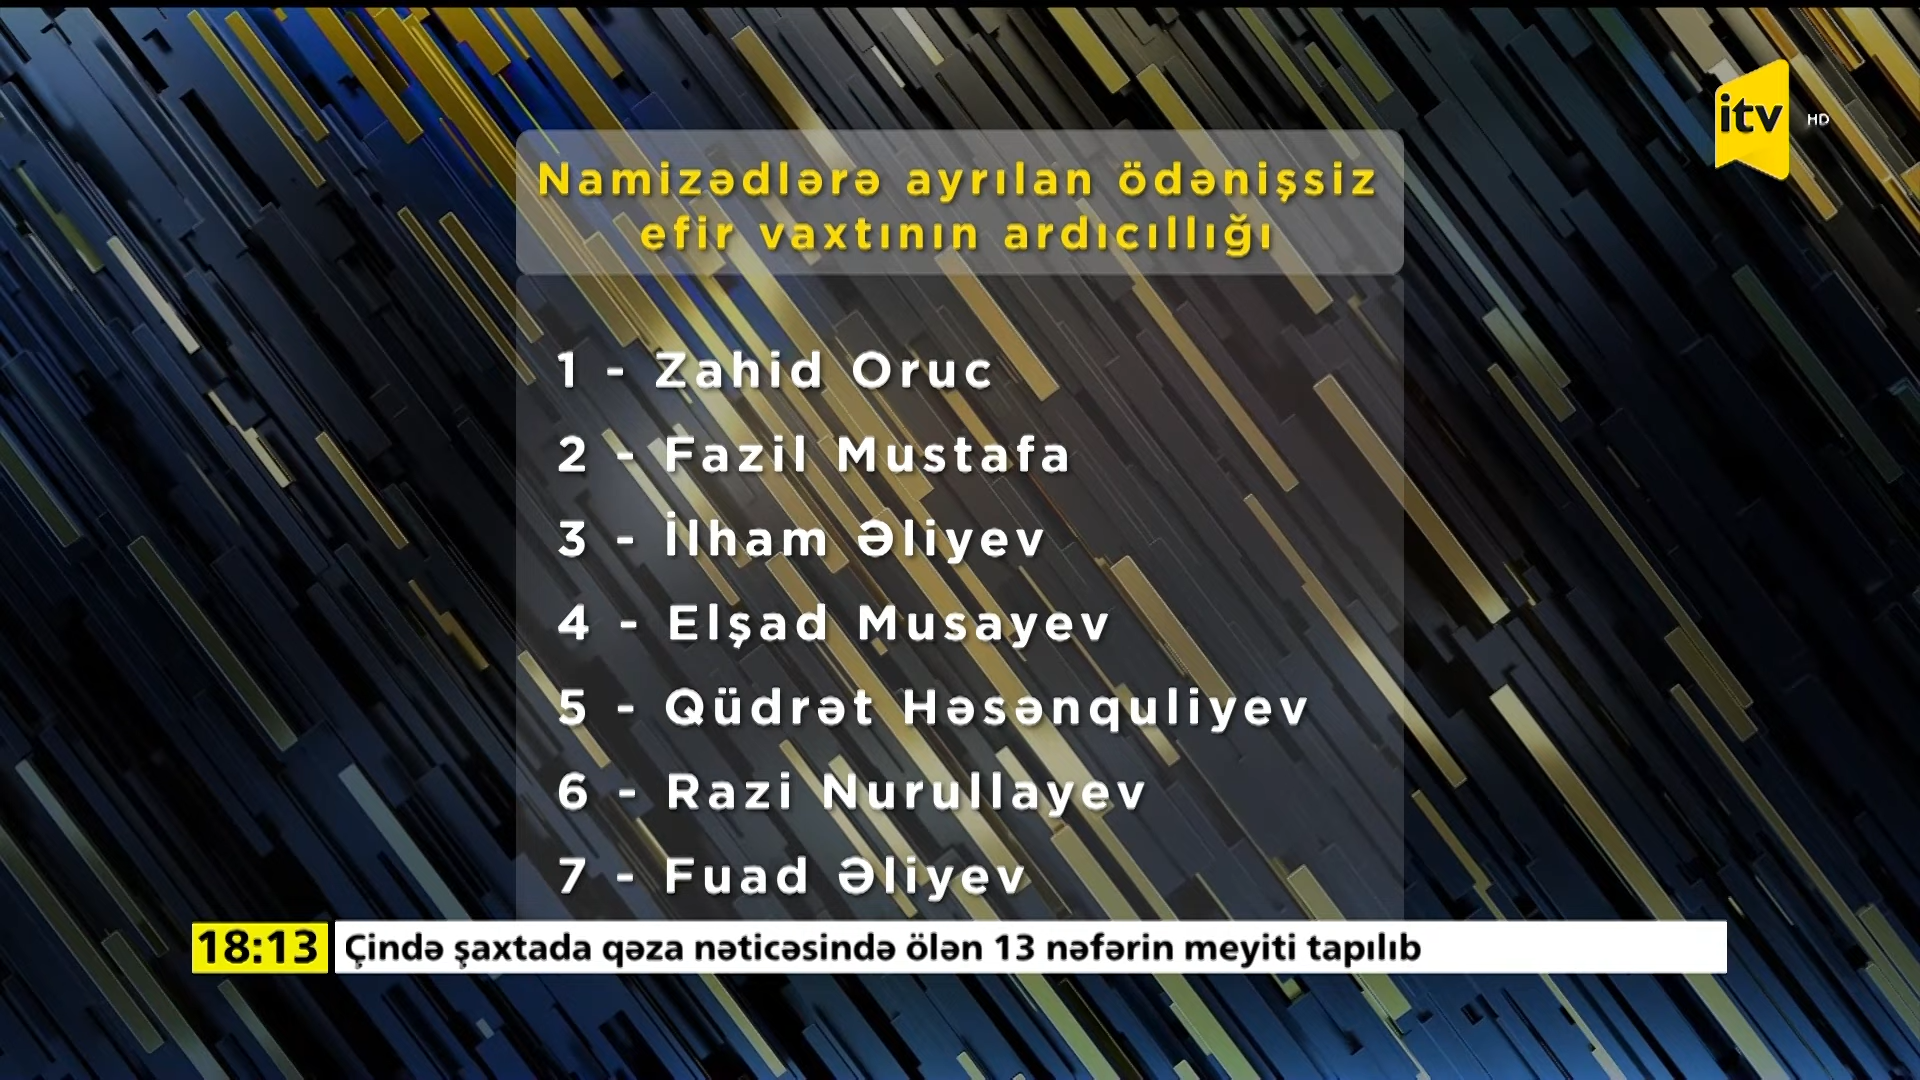 itv HD
Namizədlərə ayrılan ödənişsiz
efir vaxtının ardıcıllığı
1 - Zahid Oruc
2 - Fazil Mustafa
3 - İlham Əliyev
4 - Elşad Musayev
5 - Qüdrət Həsənquliyev
6 - Razi Nurullayev
7 - Fuad Əliyev
18:13 Çində şaxtada qəza nəticəsində ölən 13 nəfərin meyiti tapılıb